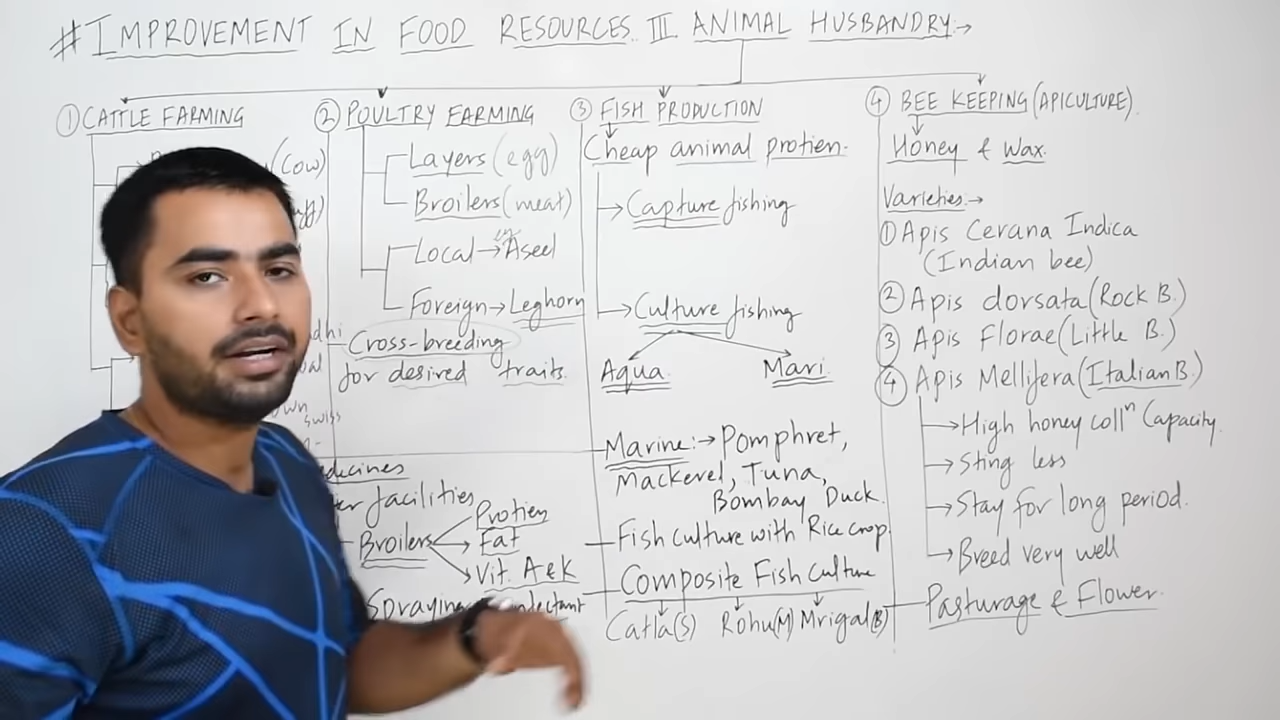 #IMPROVEMENT IN FOOD RESOURCES.. III ANIMAL HUSBANDRY:→
① CATTLE FARMING
(Cow)
② POULTRY FARMING
Layers (egg)
Broilers (meat)
Local → Aseel
Foreign → Leghorn
Cross-breeding
for desired traits.
facilities
Broilers
Protien
Fat
Vit. A & K
Spraying
③ FISH PRODUCTION
Cheap animal protien.
Capture fishing
Culture fishing
Aqua.
Mari.
Marine:→ Pomphret,
Mackerel, Tuna,
Bombay Duck.
Fish culture with Rice crop.
Composite Fish culture
Catla(S) Rohu(M) Mrigal(B)
④ BEE KEEPING (APICULTURE).
Honey & Wax.
Varieties:→
① Apis Cerana Indica
(Indian bee)
② Apis dorsata (Rock B.)
③ Apis Florae (Little B.)
④ Apis Mellifera (Italian B.)
High honey collⁿ Capacity.
Sting less
Stay for long period.
Breed very well
Pasturage & Flower.